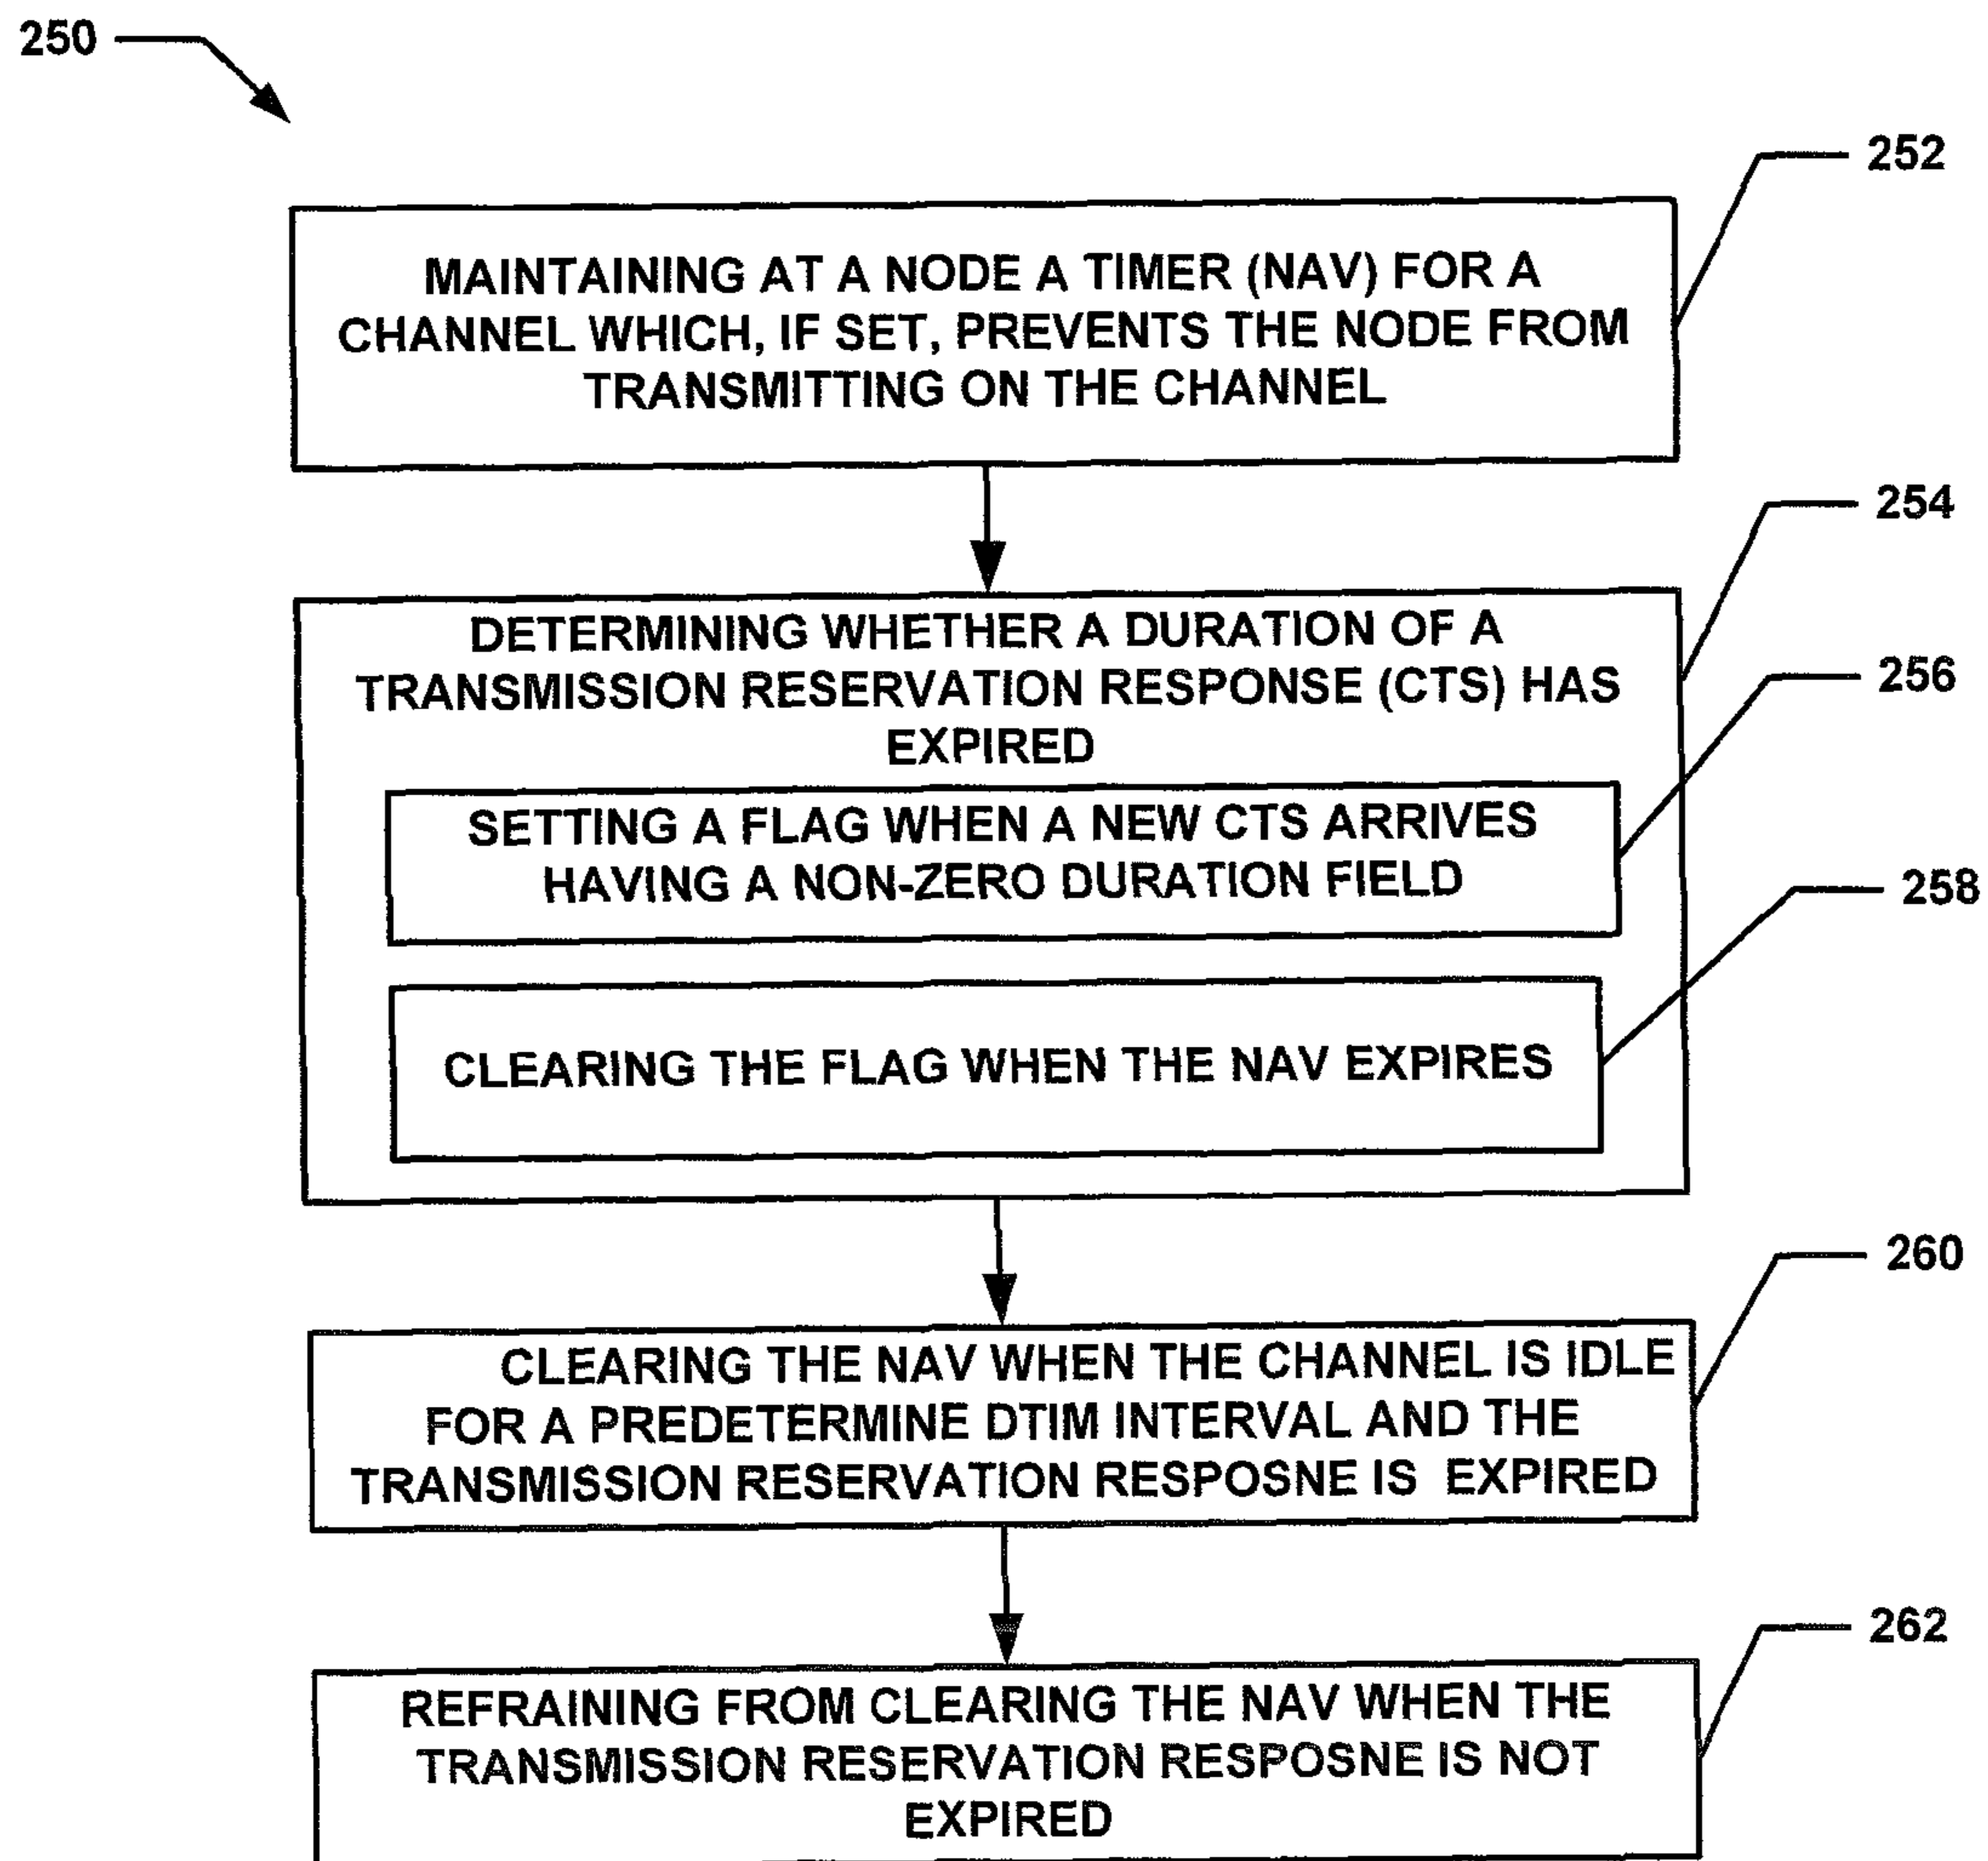 250
252
MAINTAINING AT A NODE A TIMER (NAV) FOR A
CHANNEL WHICH, IF SET, PREVENTS THE NODE FROM
TRANSMITTING ON THE CHANNEL
254
DETERMINING WHETHER A DURATION OF A
TRANSMISSION RESERVATION RESPONSE (CTS) HAS
EXPIRED
256
SETTING A FLAG WHEN A NEW CTS ARRIVES
HAVING A NON-ZERO DURATION FIELD
258
CLEARING THE FLAG WHEN THE NAV EXPIRES
260
CLEARING THE NAV WHEN THE CHANNEL IS IDLE
FOR A PREDETERMINE DTIM INTERVAL AND THE
TRANSMISSION RESERVATION RESPOSNE IS EXPIRED
262
REFRAINING FROM CLEARING THE NAV WHEN THE
TRANSMISSION RESERVATION RESPOSNE IS NOT
EXPIRED